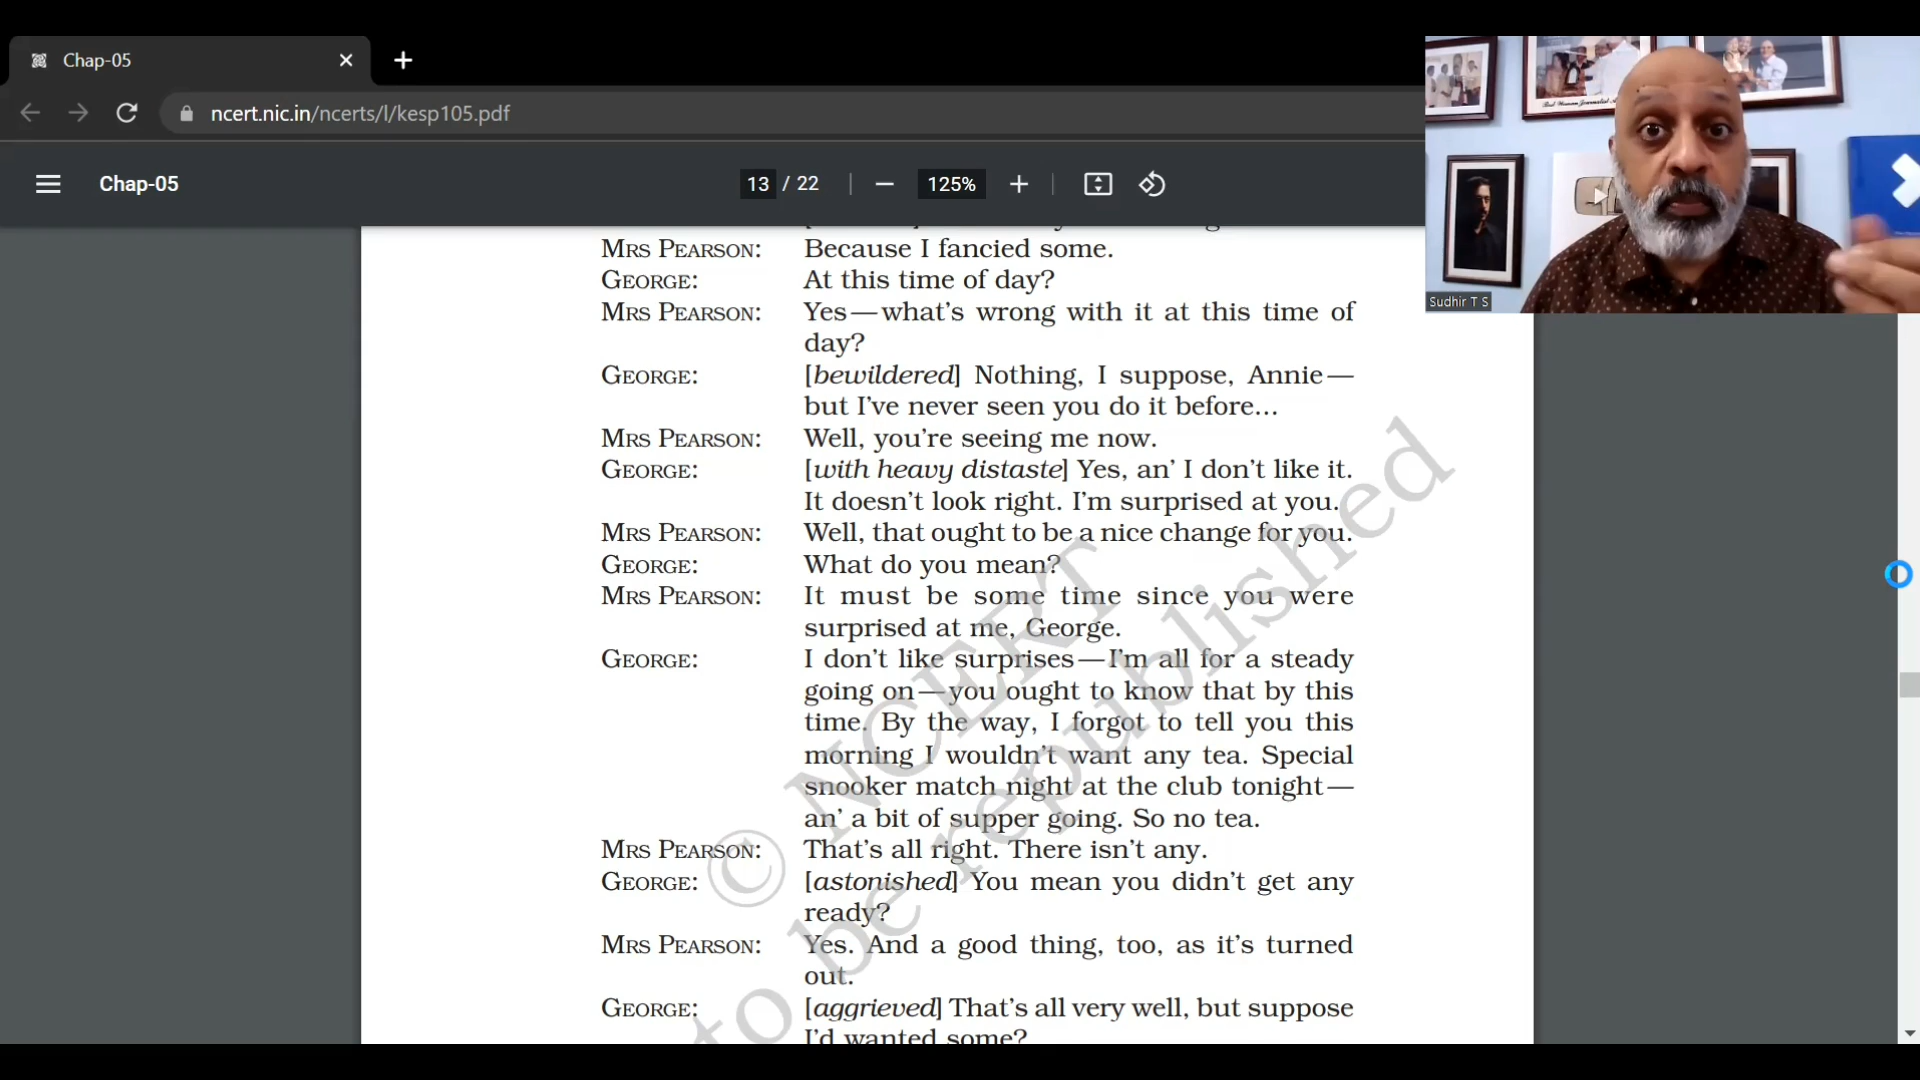 Chap-05
ncert.nic.in/ncerts/l/kesp105.pdf
Chap-05
13 / 22
125%
Sudhir T S
MRS PEARSON: Because I fancied some.
GEORGE: At this time of day?
MRS PEARSON: Yes—what's wrong with it at this time of
day?
GEORGE: [bewildered] Nothing, I suppose, Annie—
but I've never seen you do it before...
MRS PEARSON: Well, you're seeing me now.
GEORGE: [with heavy distaste] Yes, an' I don't like it.
It doesn't look right. I'm surprised at you.
MRS PEARSON: Well, that ought to be a nice change for you.
GEORGE: What do you mean?
MRS PEARSON: It must be some time since you were
surprised at me, George.
GEORGE: I don't like surprises—I'm all for a steady
going on—you ought to know that by this
time. By the way, I forgot to tell you this
morning I wouldn't want any tea. Special
snooker match night at the club tonight—
an' a bit of supper going. So no tea.
MRS PEARSON: That's all right. There isn't any.
GEORGE: [astonished] You mean you didn't get any
ready?
MRS PEARSON: Yes. And a good thing, too, as it's turned
out.
GEORGE: [aggrieved] That's all very well, but suppose
I'd wanted some?
© NCERT
to be republished